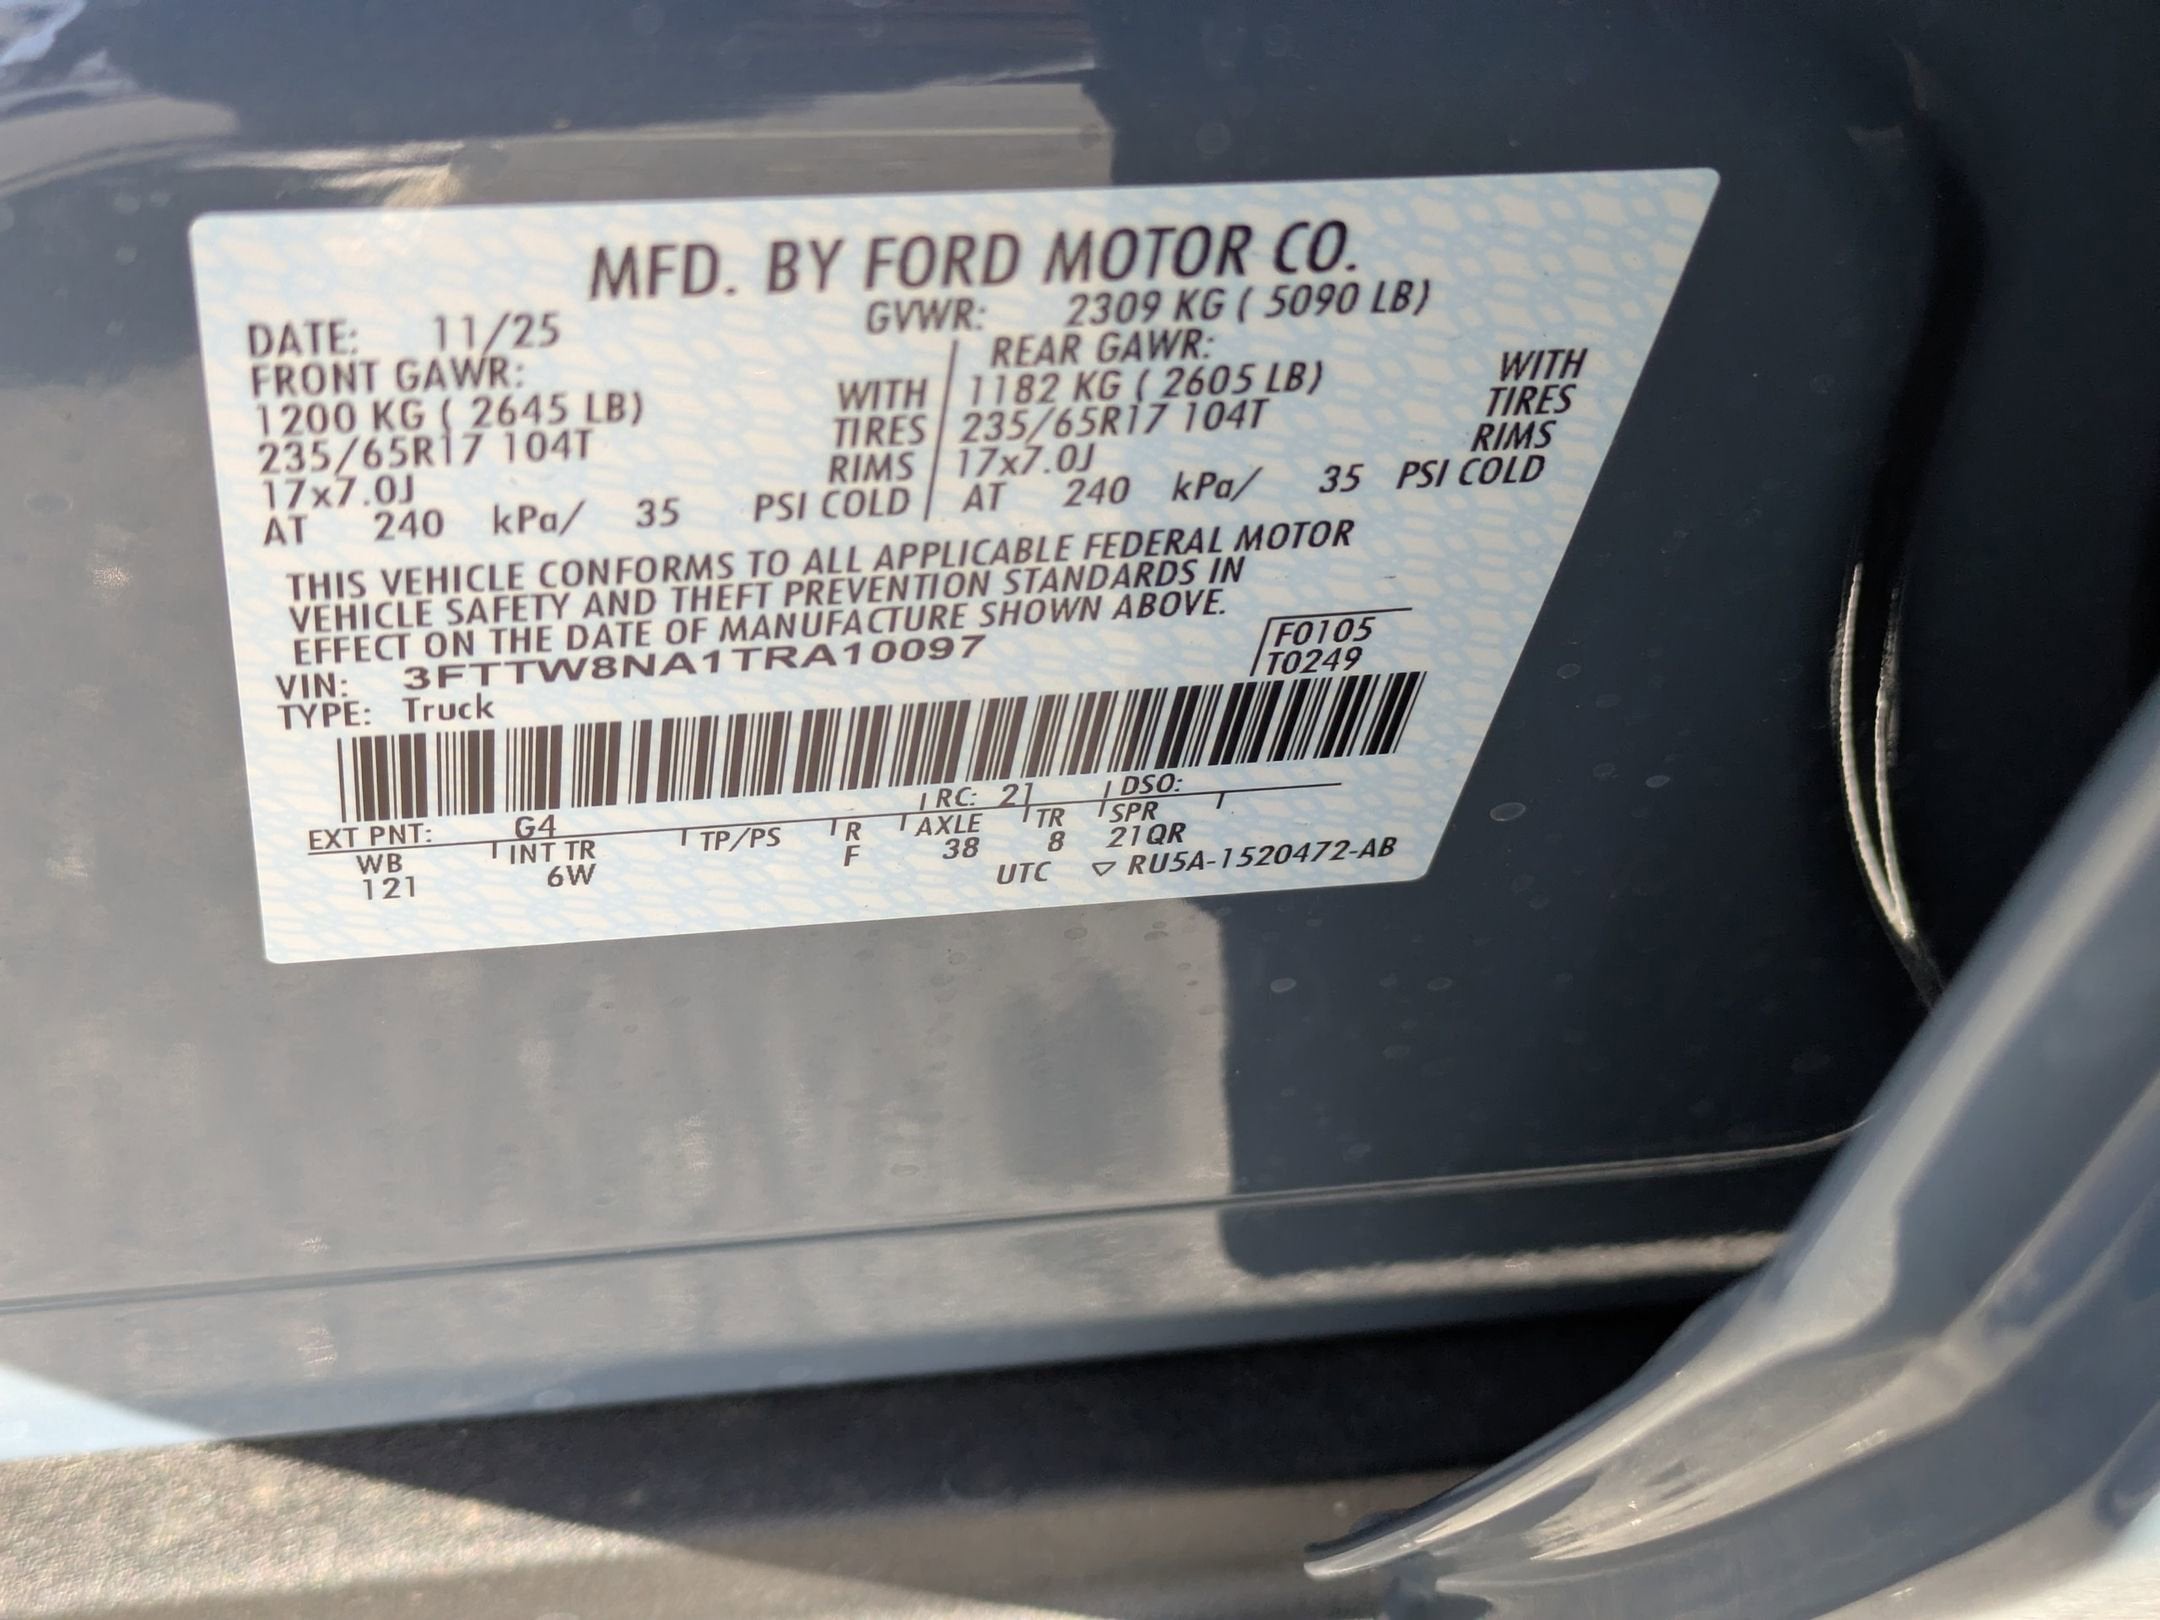 MFD. BY FORD MOTOR CO.
DATE: 11/25 GVWR: 2309 KG ( 5090 LB)
FRONT GAWR: REAR GAWR:
1200 KG ( 2645 LB) WITH 1182 KG ( 2605 LB) WITH
235/65R17 104T TIRES 235/65R17 104T TIRES
17x7.0J RIMS 17x7.0J RIMS
AT 240 kPa/ 35 PSI COLD AT 240 kPa/ 35 PSI COLD
THIS VEHICLE CONFORMS TO ALL APPLICABLE FEDERAL MOTOR
VEHICLE SAFETY AND THEFT PREVENTION STANDARDS IN
EFFECT ON THE DATE OF MANUFACTURE SHOWN ABOVE.
VIN: 3FTTW8NA1TRA10097 F0105
TYPE: Truck T0249
EXT PNT: G4 RC: 21 DSO:
WB INT TR TP/PS R AXLE TR SPR
121 6W F 38 8 21QR
UTC ▽ RU5A-1520472-AB